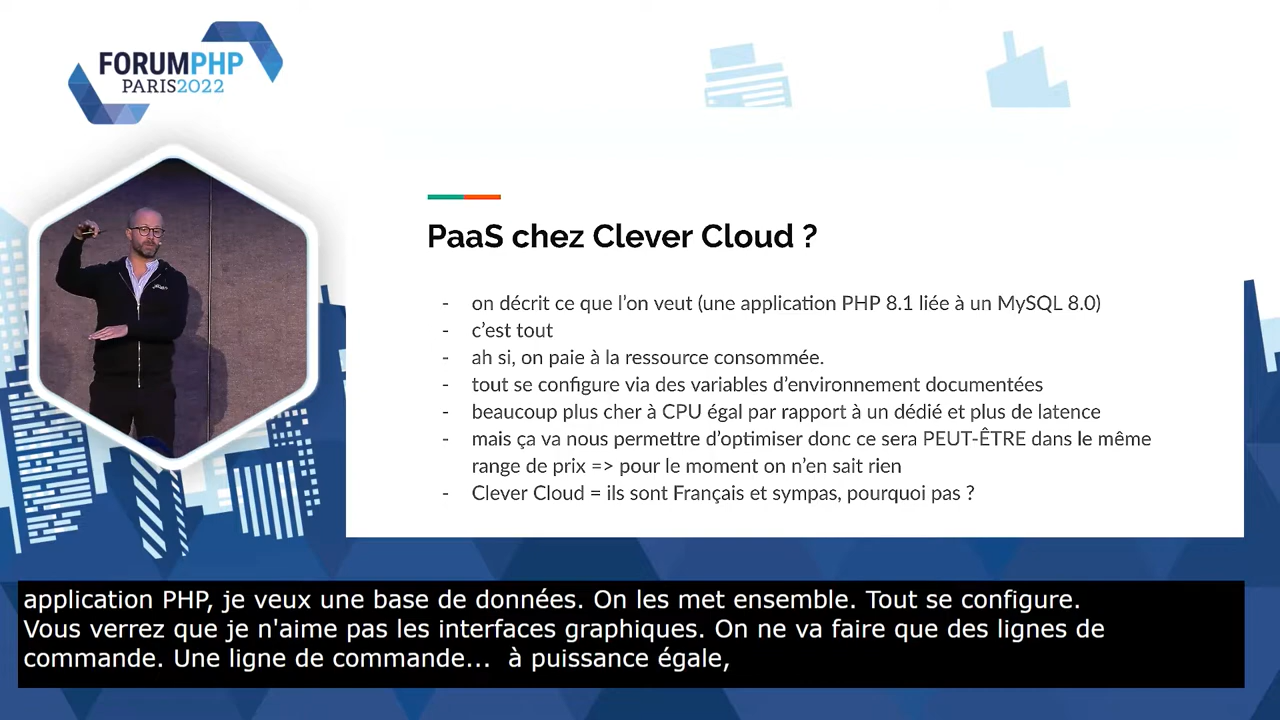 FORUMPHP
PARIS2022
PaaS chez Clever Cloud ?
- on décrit ce que l'on veut (une application PHP 8.1 liée à un MySQL 8.0)
- c'est tout
- ah si, on paie à la ressource consommée.
- tout se configure via des variables d'environnement documentées
- beaucoup plus cher à CPU égal par rapport à un dédié et plus de latence
- mais ça va nous permettre d'optimiser donc ce sera PEUT-ÊTRE dans le même
range de prix => pour le moment on n'en sait rien
- Clever Cloud = ils sont Français et sympas, pourquoi pas ?
application PHP, je veux une base de données. On les met ensemble. Tout se configure.
Vous verrez que je n'aime pas les interfaces graphiques. On ne va faire que des lignes de
commande. Une ligne de commande... à puissance égale,